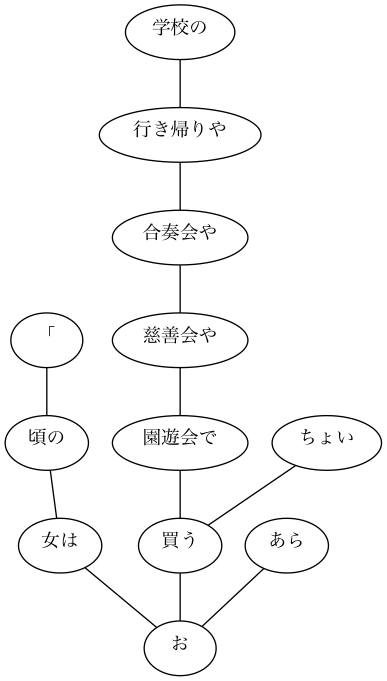 学校の
行き帰りや
合奏会や
慈善会や
「
園遊会で
頃の
ちょい
女は
買う
あら
お